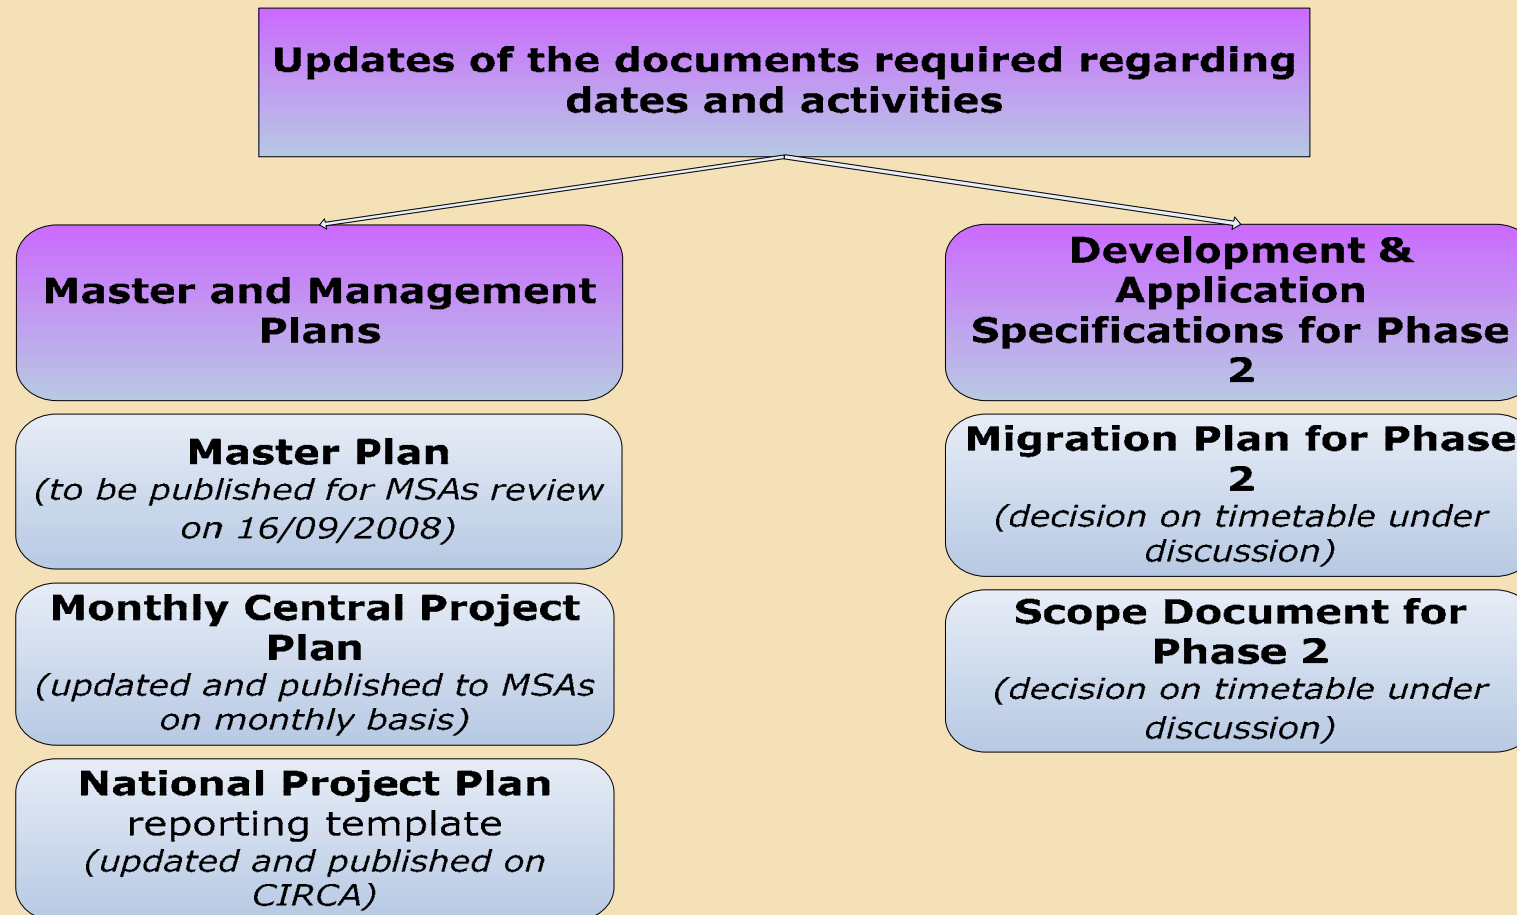 Updates of the documents required regarding
dates and activities
Master and Management
Plans
Master Plan
(to be published for MSAs review
on 16/09/2008)
Monthly Central Project
Plan
(updated and published to MSAs
on monthly basis)
National Project Plan
reporting template
(updated and published on
CIRCA)
Development &
Application
Specifications for Phase
2
Migration Plan for Phase
2
(decision on timetable under
discussion)
Scope Document for
Phase 2
(decision on timetable under
discussion)